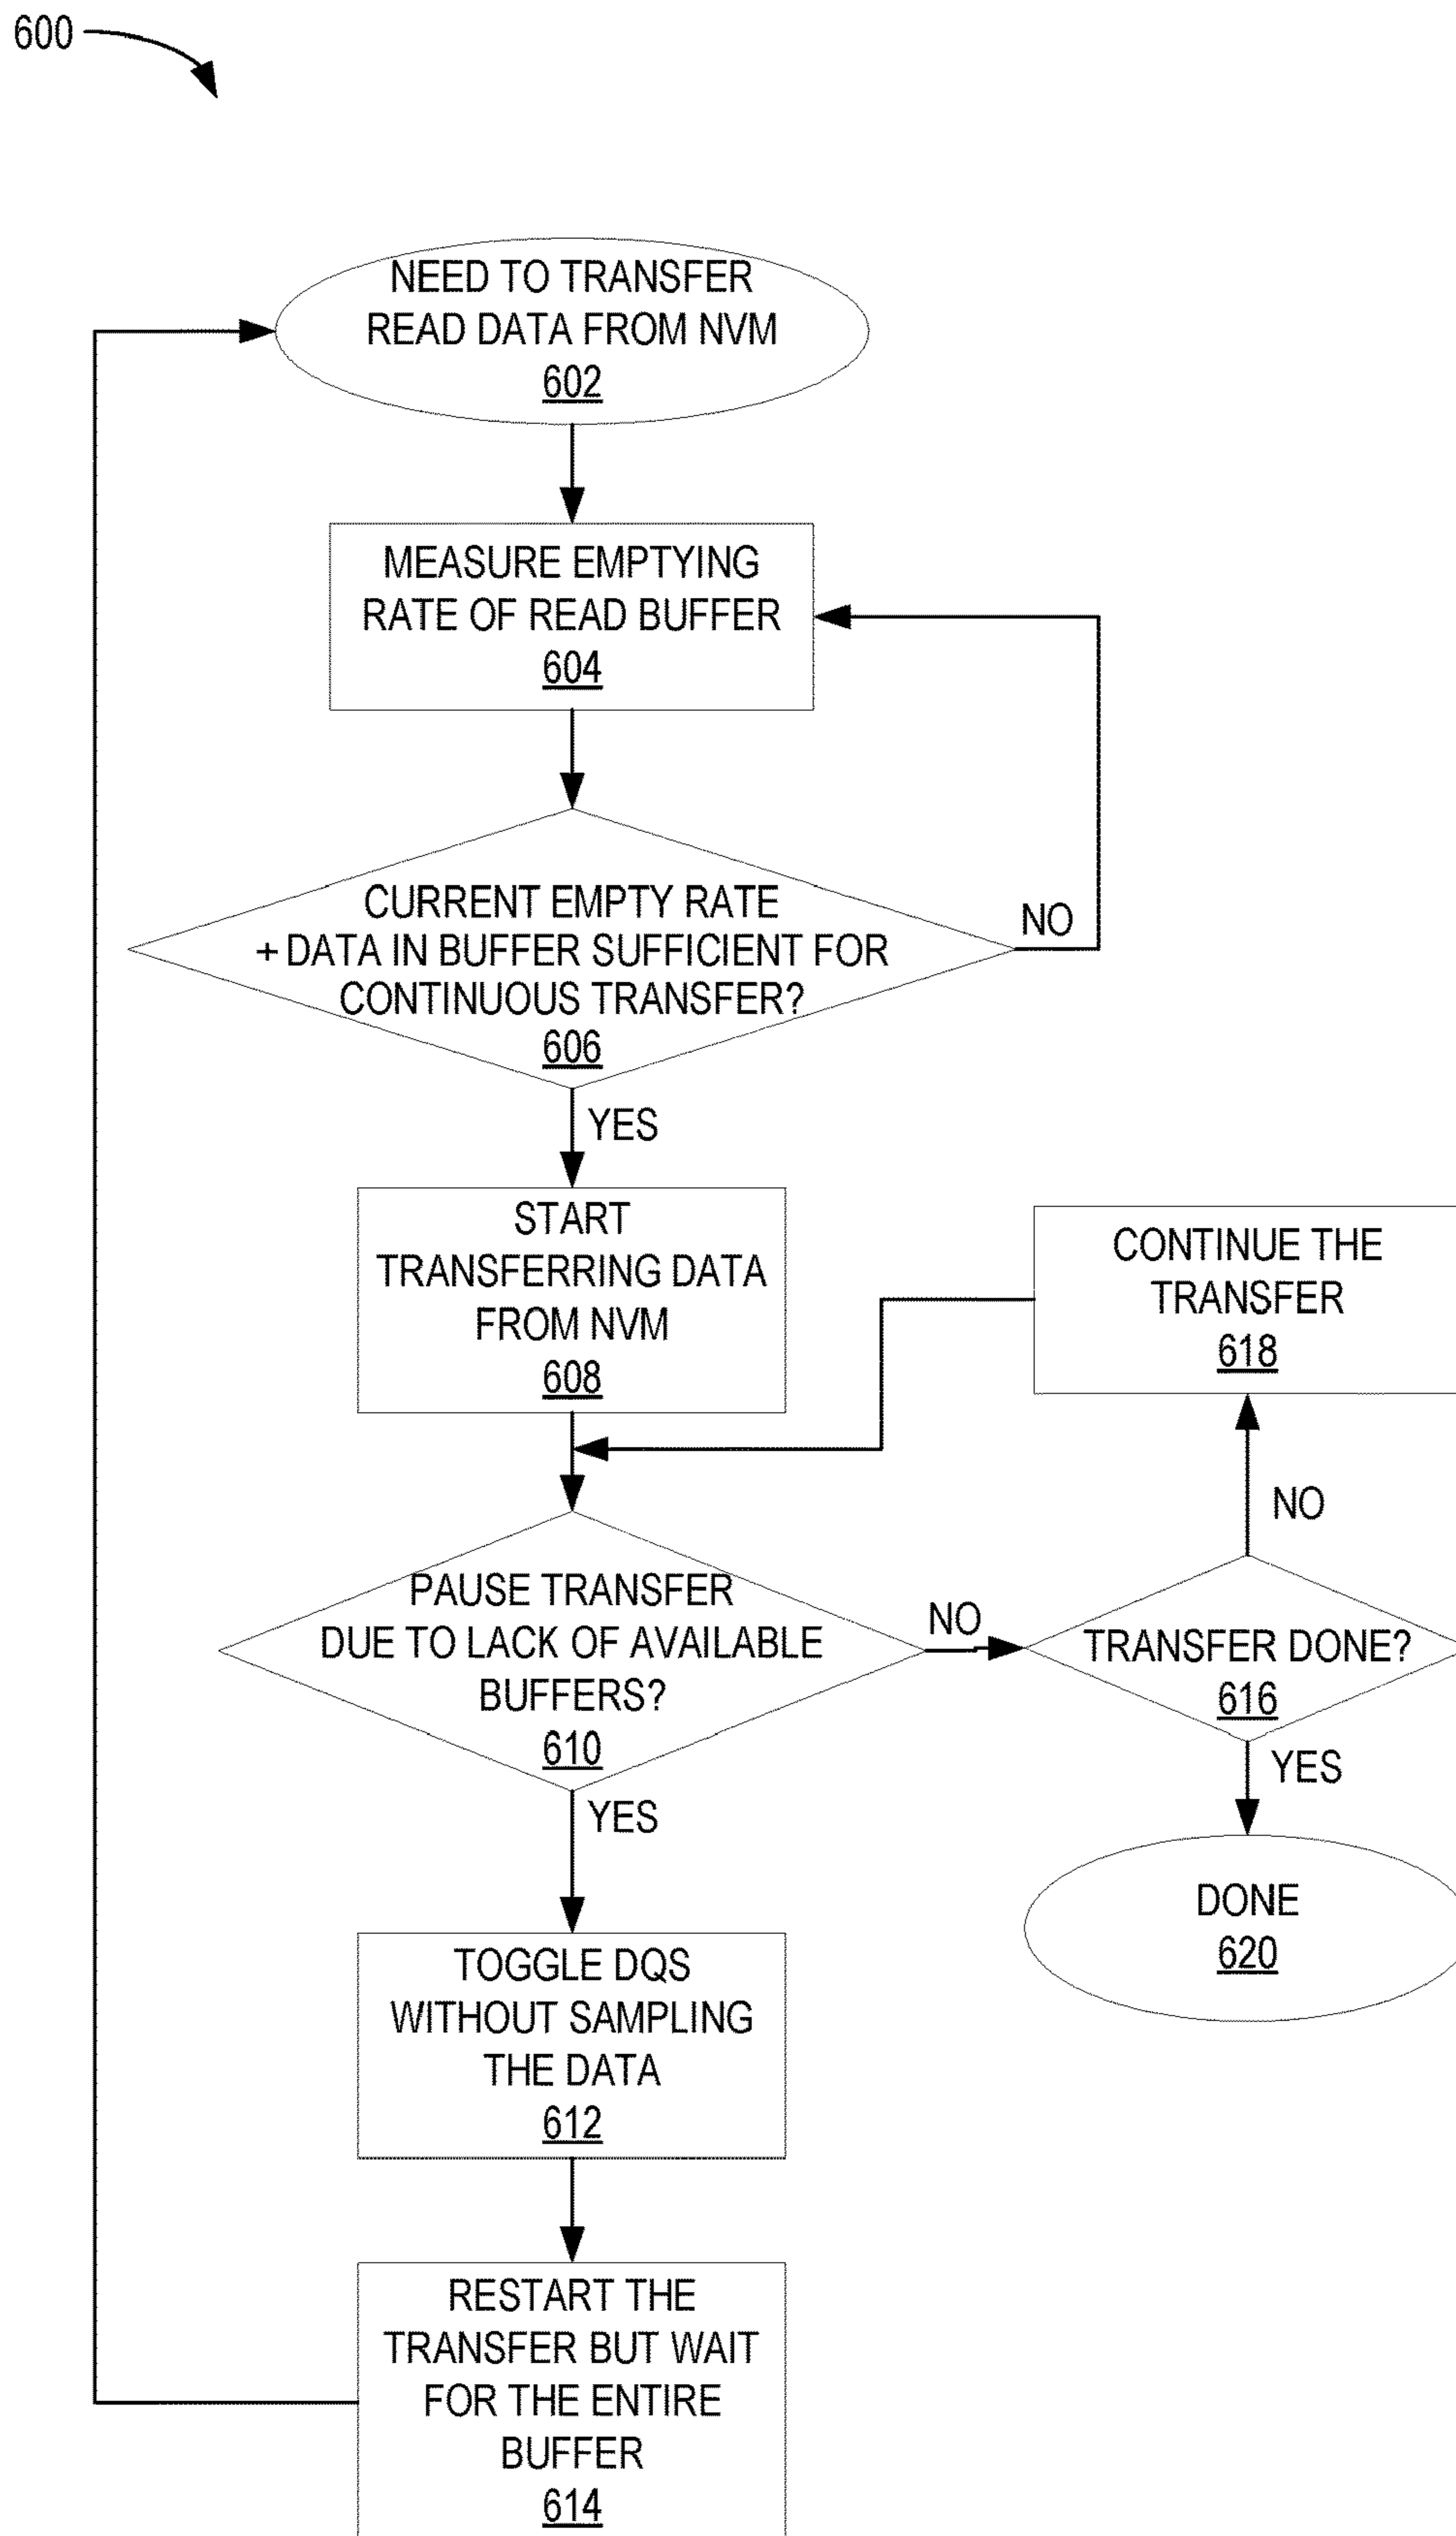 600
NEED TO TRANSFER
READ DATA FROM NVM
602
MEASURE EMPTYING
RATE OF READ BUFFER
604
CURRENT EMPTY RATE
+ DATA IN BUFFER SUFFICIENT FOR
CONTINUOUS TRANSFER?
606
NO
YES
START
TRANSFERRING DATA
FROM NVM
608
CONTINUE THE
TRANSFER
618
NO
PAUSE TRANSFER
DUE TO LACK OF AVAILABLE
BUFFERS?
610
NO
TRANSFER DONE?
616
YES
YES
DONE
620
TOGGLE DQS
WITHOUT SAMPLING
THE DATA
612
RESTART THE
TRANSFER BUT WAIT
FOR THE ENTIRE
BUFFER
614